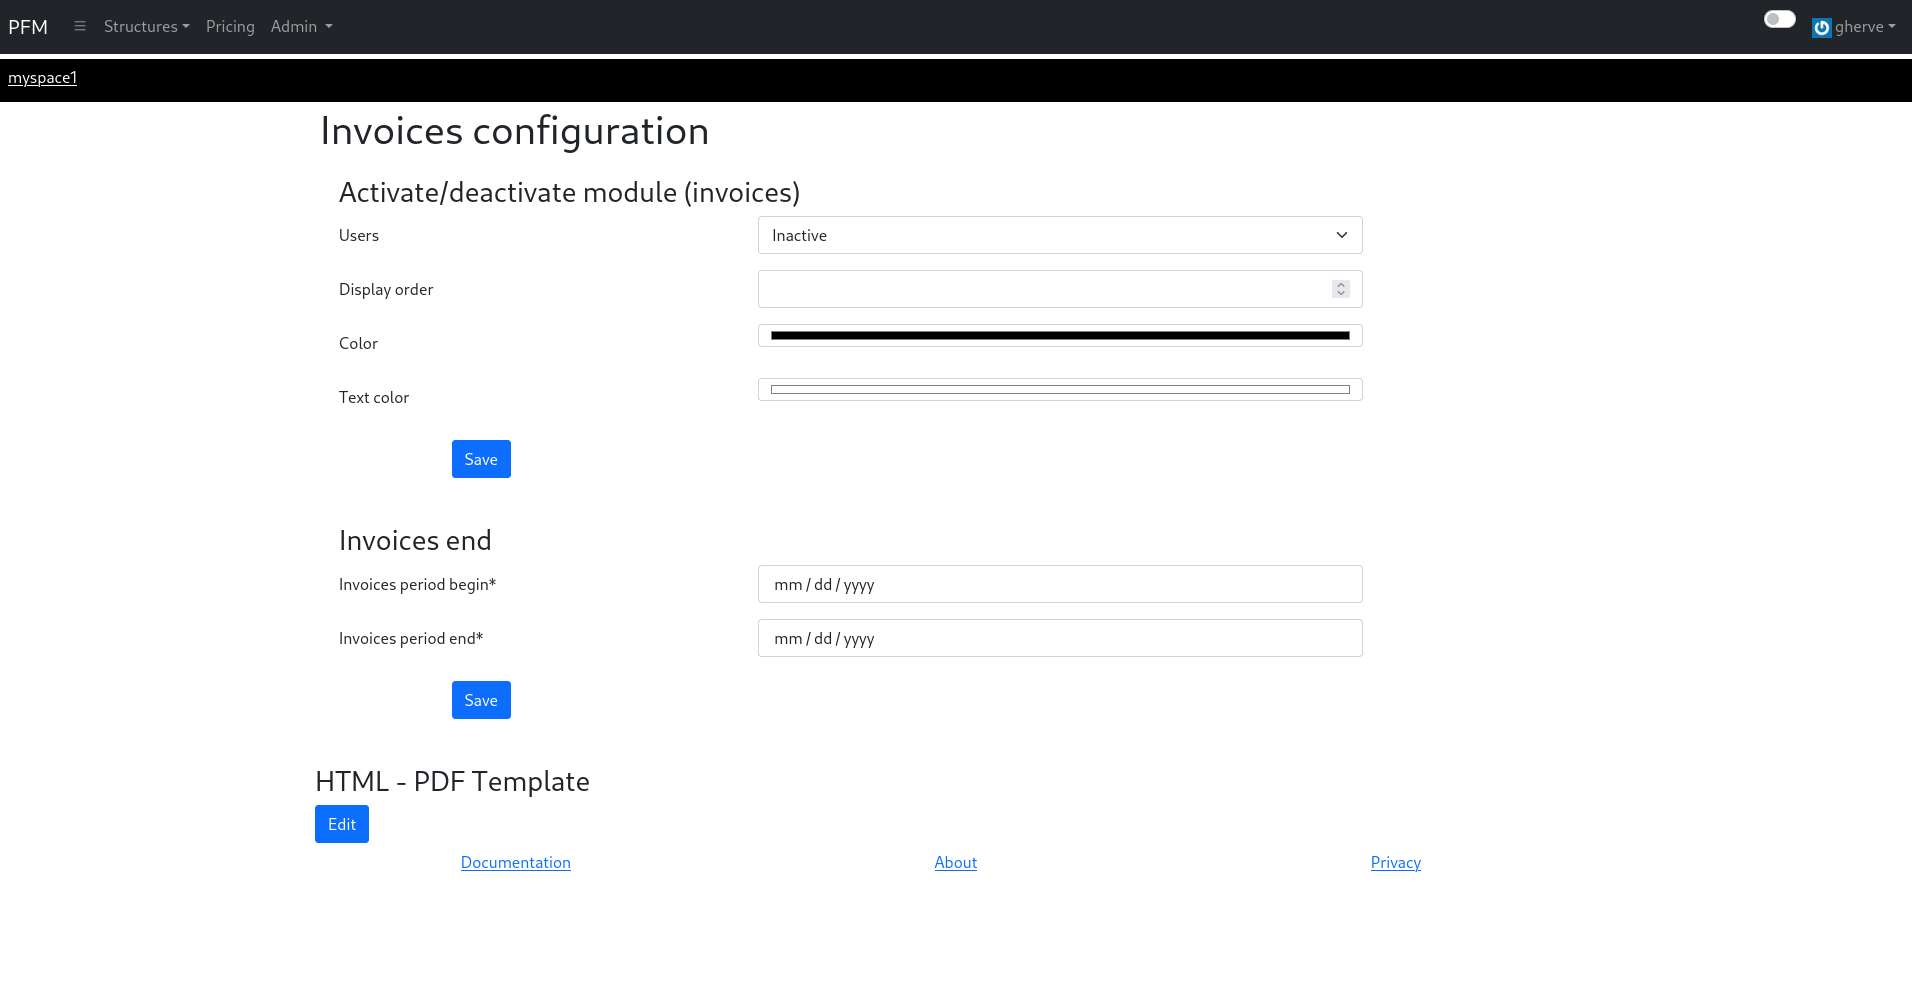 PFM Structures Pricing Admin gherve
myspace1
Invoices configuration
Activate/deactivate module (invoices)
Users Inactive
Display order
Color
Text color
Save
Invoices end
Invoices period begin* mm / dd / yyyy
Invoices period end* mm / dd / yyyy
Save
HTML - PDF Template
Edit
Documentation About Privacy